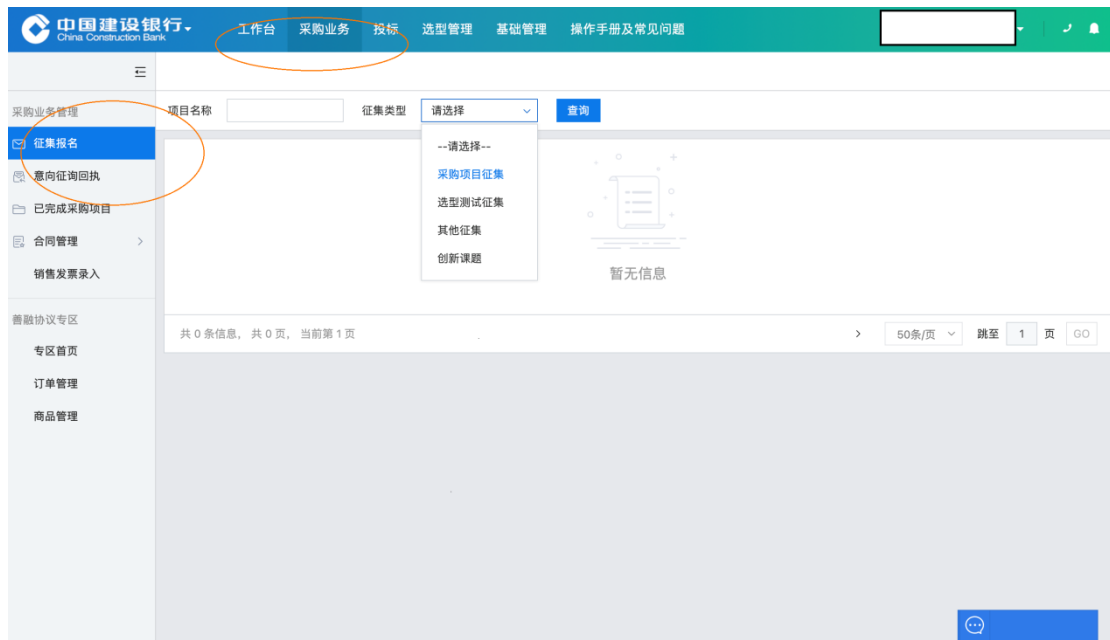 中国建设银行
China Construction Bank
工作台 采购业务 投标 选型管理 基础管理 操作手册及常见问题
采购业务管理
项目名称 征集类型 请选择 查询
征集报名
--请选择--
意向征询回执
采购项目征集
已完成采购项目
选型测试征集
合同管理
其他征集
创新课题
销售发票录入
暂无信息
善融协议专区
共 0 条信息， 共 0 页， 当前第 1 页 50条/页 跳至 1 页 GO
专区首页
订单管理
商品管理